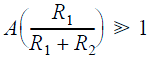 A(R₁/(R₁ + R₂)) ⩾ 1